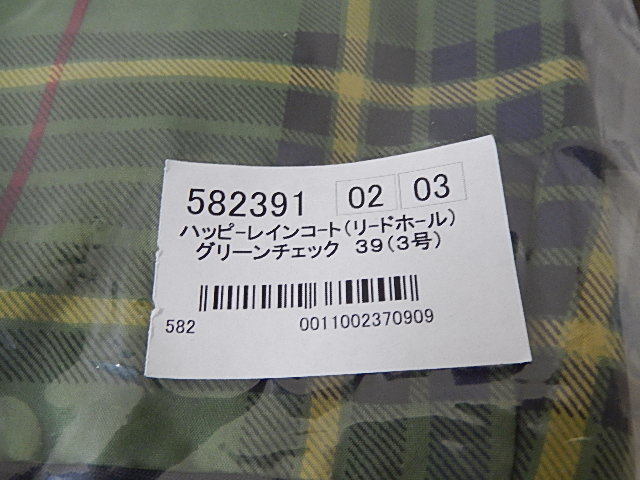 582391 02 03
ハッピーレインコート(リードホール)
グリーンチェック 39(3号)
582 0011002370909